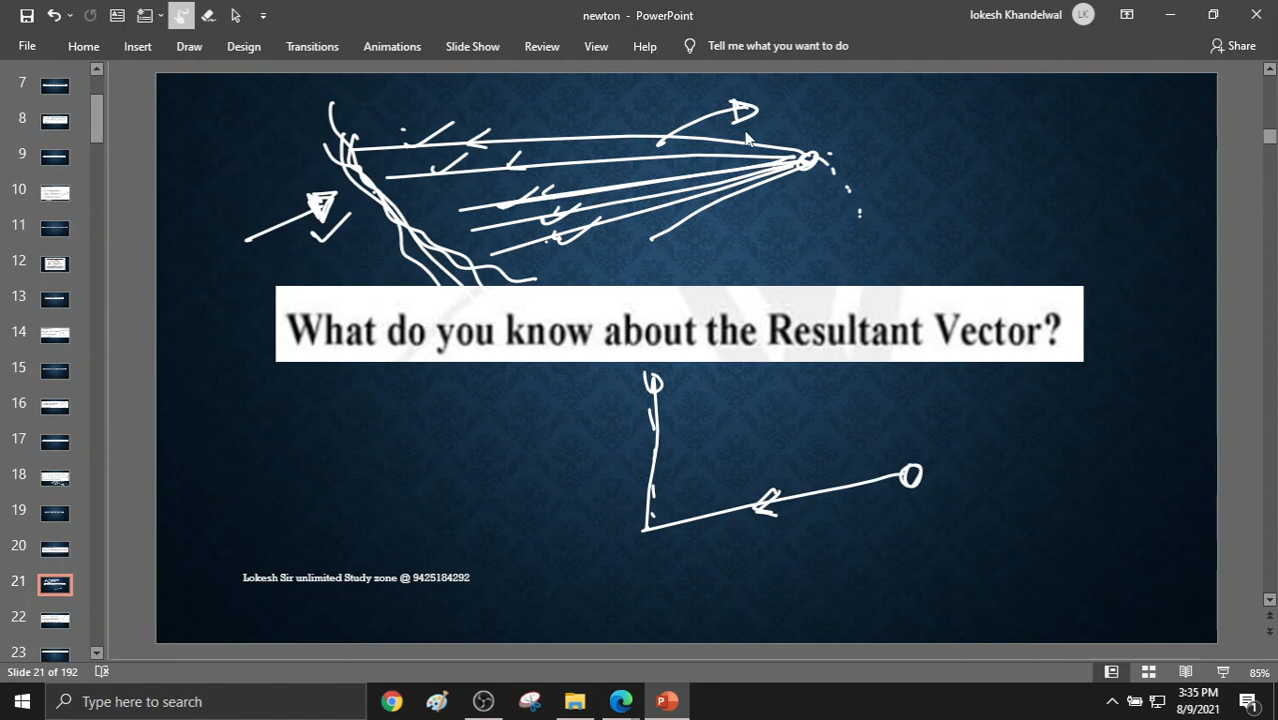 newton - PowerPoint
lokesh Khandelwal
LK
File
Home
Insert
Draw
Design
Transitions
Animations
Slide Show
Review
View
Help
Tell me what you want to do
Share
7
8
9
10
11
12
13
14
15
16
17
18
19
20
21
22
23
What do you know about the Resultant Vector?
Lokesh Sir unlimited Study zone @ 9425184292
Slide 21 of 192
85%
Type here to search
3:35 PM
8/9/2021
1